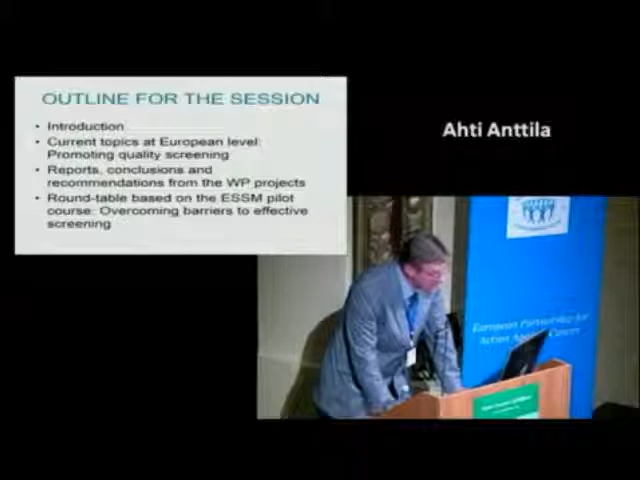 OUTLINE FOR THE SESSION
• Introduction
• Current topics at European level:
Promoting quality screening
• Reports, conclusions and
recommendations from the WP projects
• Round-table based on the ESSM pilot
course: Overcoming barriers to effective
screening
Ahti Anttila
European Partnership for
Action Against Cancer